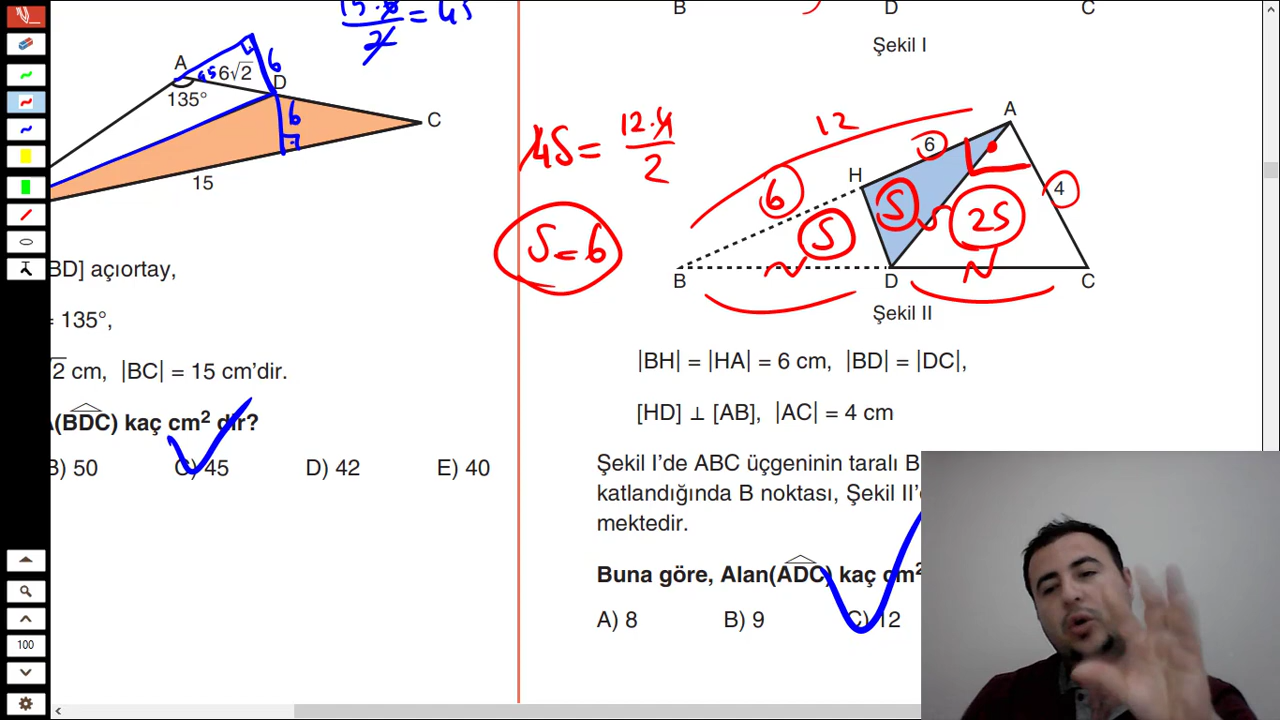 B D C
Şekil I
15.6/2 = 45
A
45
6√2
6
D
135°
6
C
15
BD] açıortay,
= 135°,
√2 cm, |BC| = 15 cm'dir.
(BDC) kaç cm² dir?
B) 50 C) 45 D) 42 E) 40
4S = 12.4/2
S = 6
12
A
6
H
6
4
S
S
2S
B D C
Şekil II
|BH| = |HA| = 6 cm, |BD| = |DC|,
[HD] ⊥ [AB], |AC| = 4 cm
Şekil I'de ABC üçgeninin taralı B
katlandığında B noktası, Şekil II'
mektedir.
Buna göre, Alan(ADC) kaç cm²
A) 8 B) 9 C) 12
100